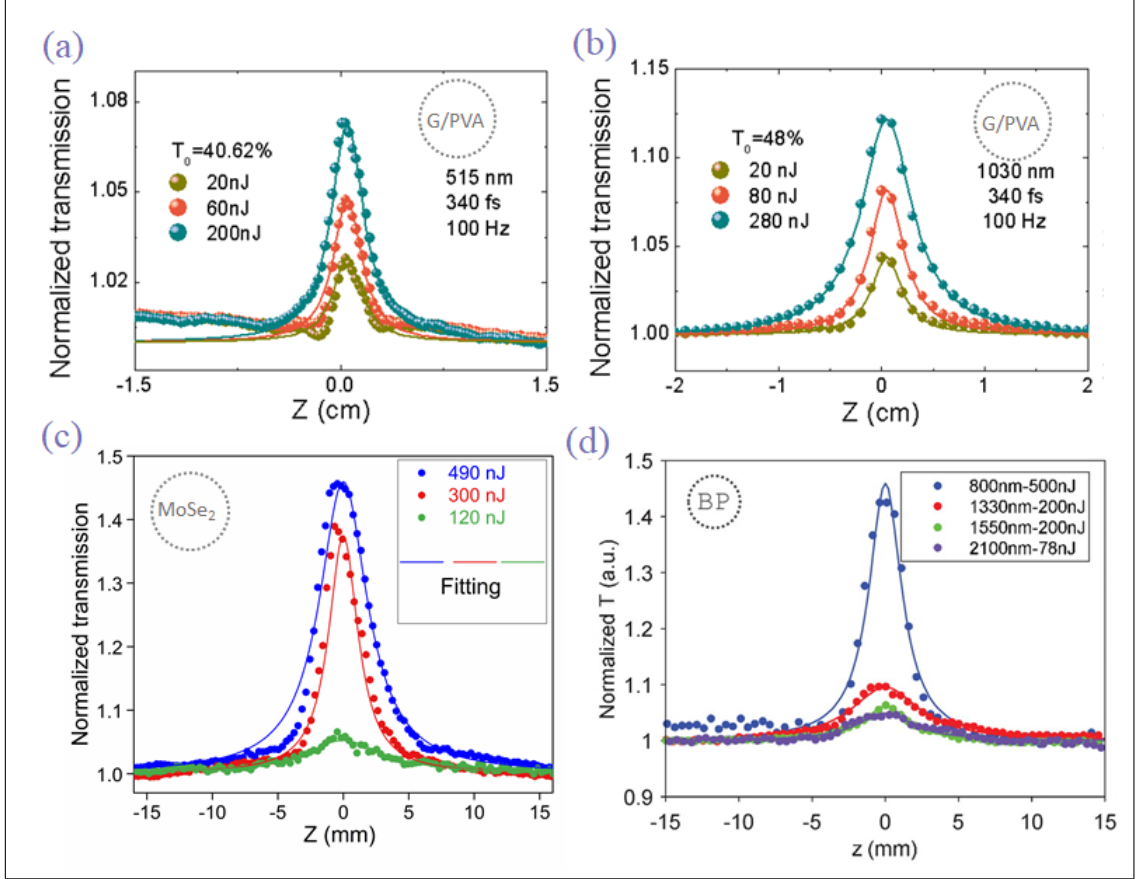 (a)
Normalized transmission
1.08
1.05
1.02
T0=40.62%
20nJ
60nJ
200nJ
G/PVA
515 nm
340 fs
100 Hz
-1.5
0.0
1.5
Z (cm)
(b)
Normalized transmission
1.15
1.10
1.05
1.00
T0=48%
20 nJ
80 nJ
280 nJ
G/PVA
1030 nm
340 fs
100 Hz
-2
-1
0
1
2
Z (cm)
(c)
Normalized transmission
1.5
1.4
1.3
1.2
1.1
1.0
MoSe2
490 nJ
300 nJ
120 nJ
Fitting
-15
-10
-5
0
5
10
15
Z (mm)
(d)
Normalized T (a.u.)
1.5
1.4
1.3
1.2
1.1
1
0.9
BP
800nm-500nJ
1330nm-200nJ
1550nm-200nJ
2100nm-78nJ
-15
-10
-5
0
5
10
15
z (mm)